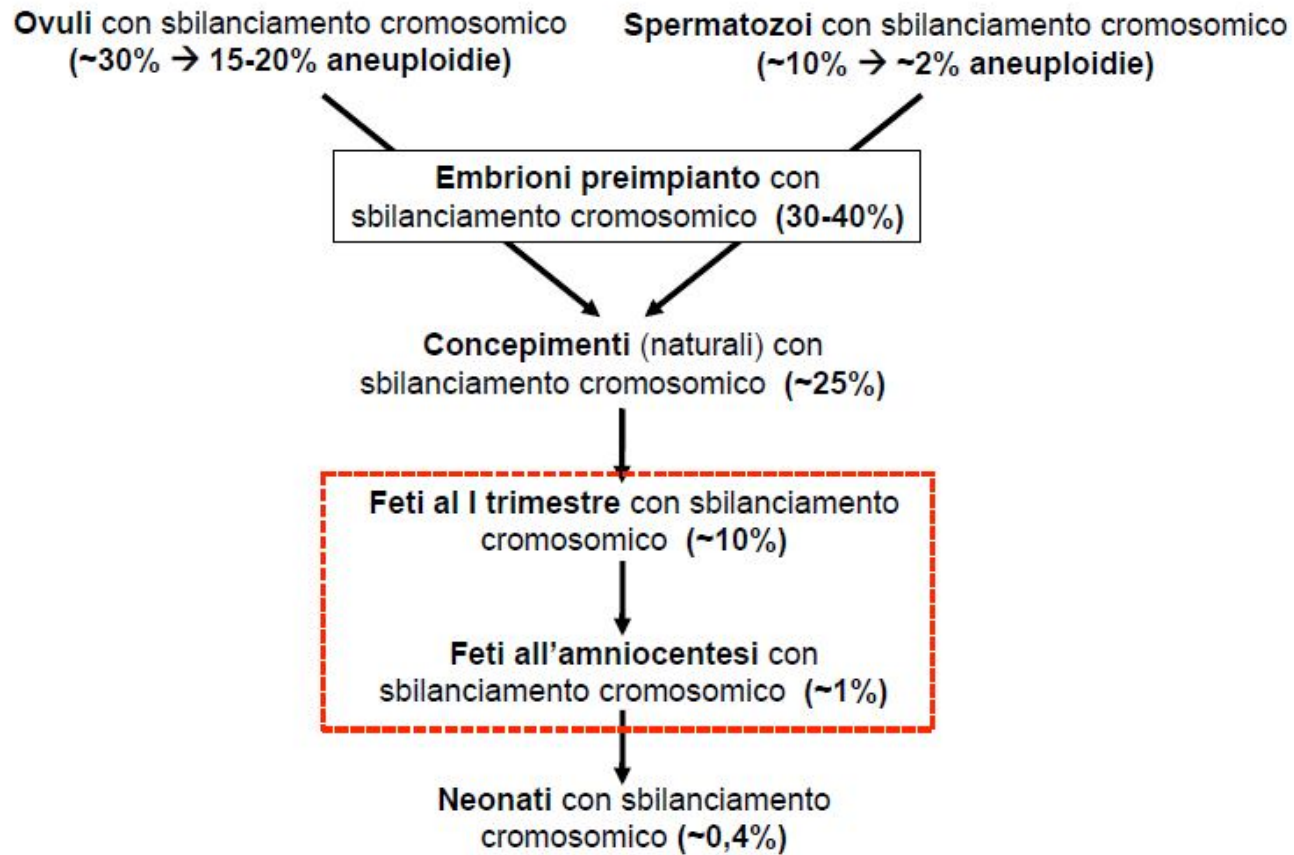 Ovuli con sbilanciamento cromosomico
(~30% → 15-20% aneuploidie)
Spermatozoi con sbilanciamento cromosomico
(~10% → ~2% aneuploidie)
Embrioni preimpianto con
sbilanciamento cromosomico (30-40%)
Concepimenti (naturali) con
sbilanciamento cromosomico (~25%)
Feti al I trimestre con sbilanciamento
cromosomico (~10%)
Feti all’amniocentesi con
sbilanciamento cromosomico (~1%)
Neonati con sbilanciamento
cromosomico (~0,4%)